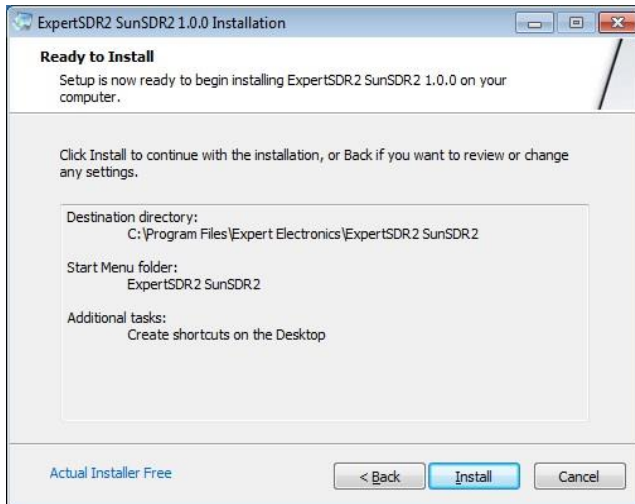 ExpertSDR2 SunSDR2 1.0.0 Installation
Ready to Install
Setup is now ready to begin installing ExpertSDR2 SunSDR2 1.0.0 on your
computer.
Click Install to continue with the installation, or Back if you want to review or change
any settings.
Destination directory:
C:\Program Files\Expert Electronics\ExpertSDR2 SunSDR2
Start Menu folder:
ExpertSDR2 SunSDR2
Additional tasks:
Create shortcuts on the Desktop
Actual Installer Free
< Back
Install
Cancel